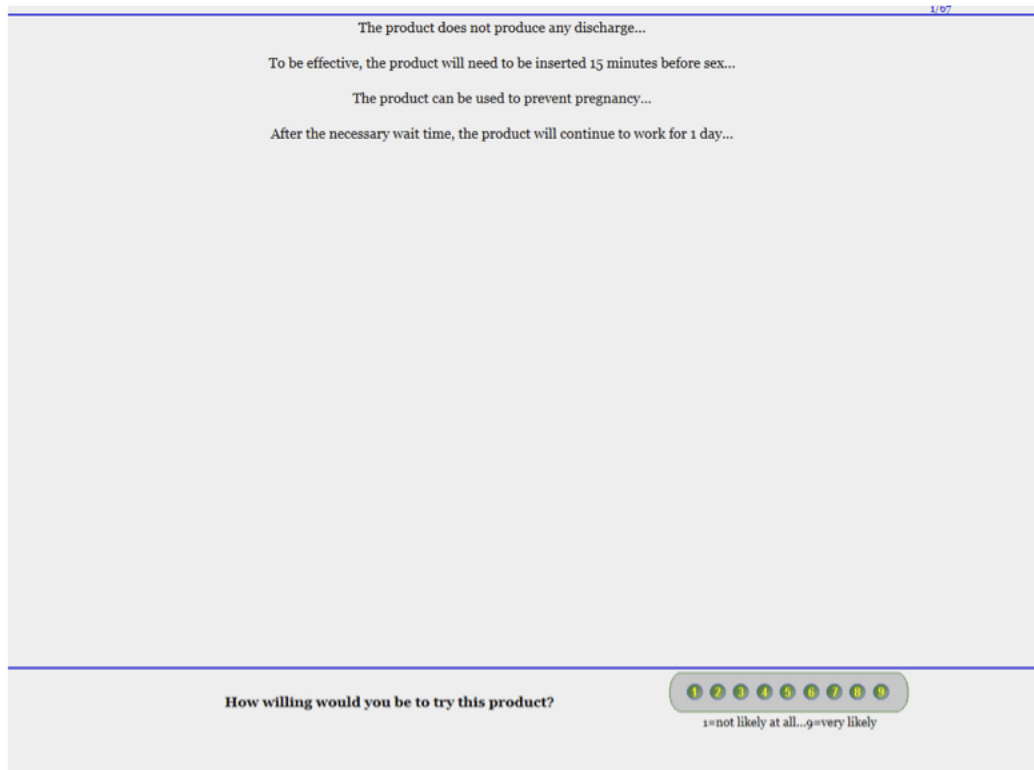 1/67
The product does not produce any discharge...
To be effective, the product will need to be inserted 15 minutes before sex...
The product can be used to prevent pregnancy...
After the necessary wait time, the product will continue to work for 1 day...
How willing would you be to try this product?
1 2 3 4 5 6 7 8 9
1=not likely at all...9=very likely